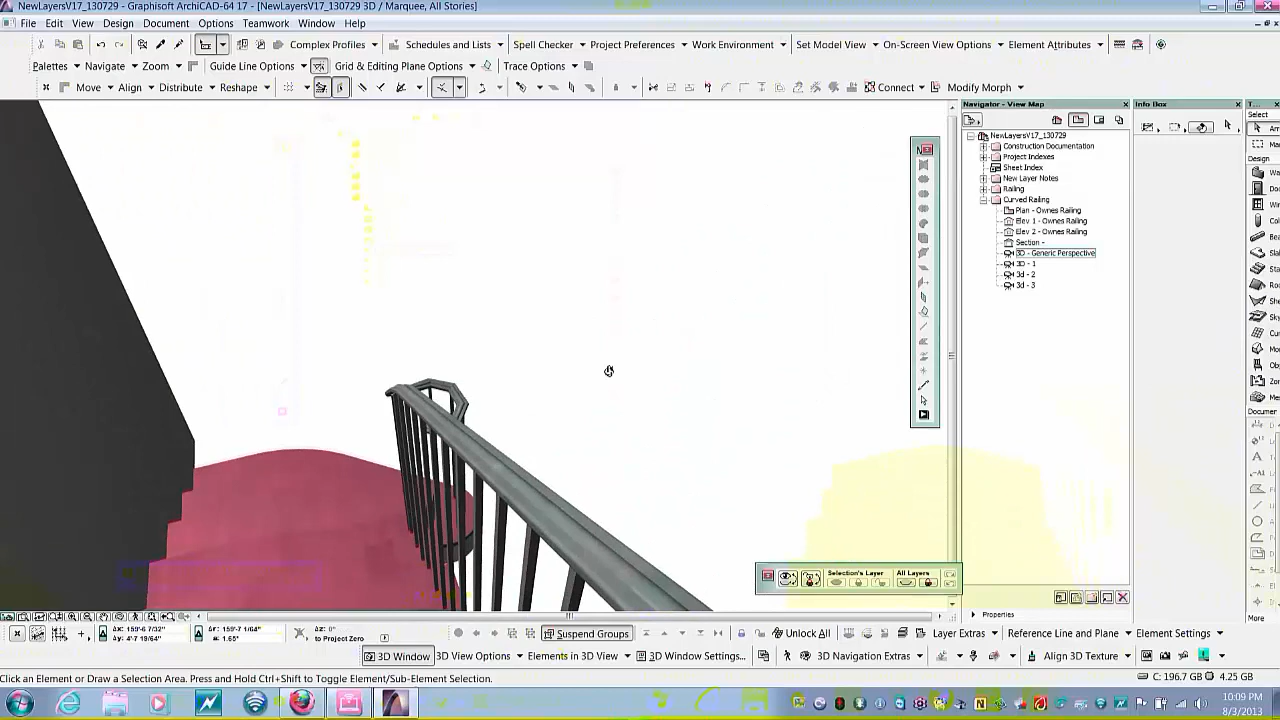 NewLayersV17_130729 - Graphisoft ArchiCAD-64 17 - [NewLayersV17_130729 3D / Marquee, All Stories]
File Edit View Design Document Options Teamwork Window Help
Complex Profiles Schedules and Lists Spell Checker Project Preferences Work Environment Set Model View On-Screen View Options Element Attributes
Palettes Navigate Zoom Guide Line Options Grid & Editing Plane Options Trace Options
Move Align Distribute Reshape Connect Modify Morph
Navigator - View Map
Info Box
T...
Select
Design
Docume
More
NewLayersV17_130729
Construction Documentation
Project Indexes
Sheet Index
New Layer Notes
Railing
Curved Railing
Plan - Ownes Railing
Elev 1 - Ownes Railing
Elev 2 - Ownes Railing
Section -
3D - Generic Perspective
3D - 1
3d - 2
3d - 3
Selection's Layer All Layers
Properties
to Project Zero
Suspend Groups Unlock All Layer Extras Reference Line and Plane Element Settings
3D Window 3D View Options Elements in 3D View 3D Window Settings... 3D Navigation Extras Align 3D Texture
Click an Element or Draw a Selection Area. Press and Hold Ctrl+Shift to Toggle Element/Sub-Element Selection.
C: 196.7 GB 4.25 GB
10:09 PM
8/3/2013